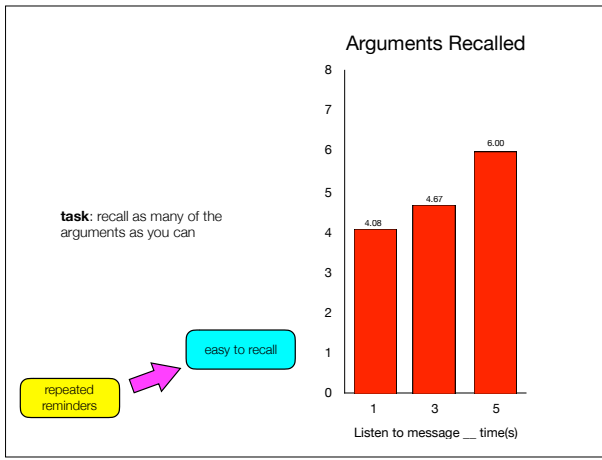 Arguments Recalled
8
7
6
5
4
3
2
1
0
4.08
4.67
6.00
1 3 5
Listen to message __ time(s)
task: recall as many of the
arguments as you can
easy to recall
repeated
reminders